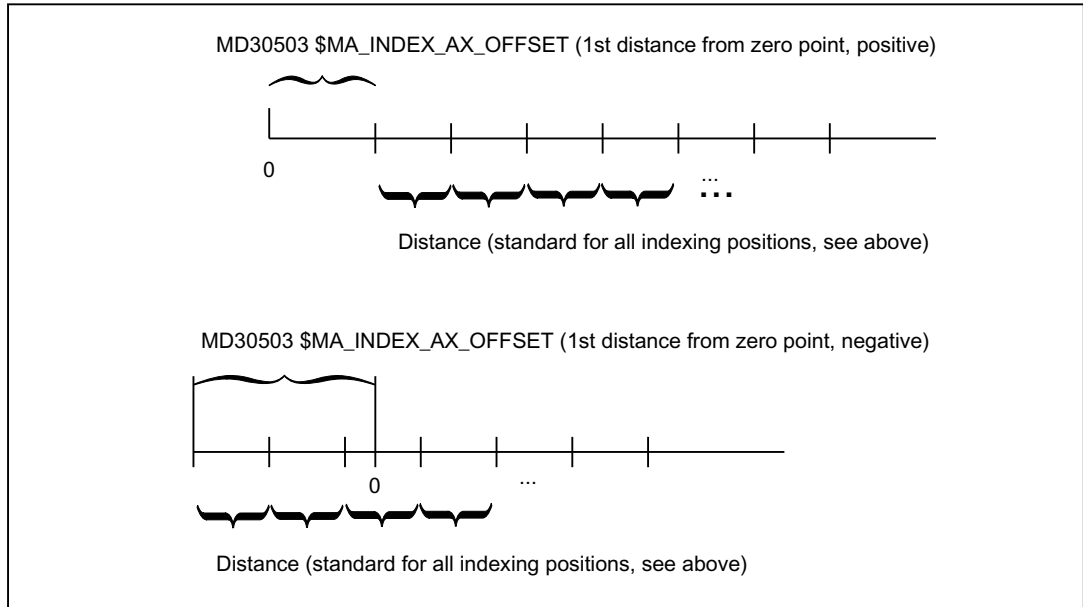 MD30503 $MA_INDEX_AX_OFFSET (1st distance from zero point, positive)
0
...
...
Distance (standard for all indexing positions, see above)
MD30503 $MA_INDEX_AX_OFFSET (1st distance from zero point, negative)
0
...
Distance (standard for all indexing positions, see above)